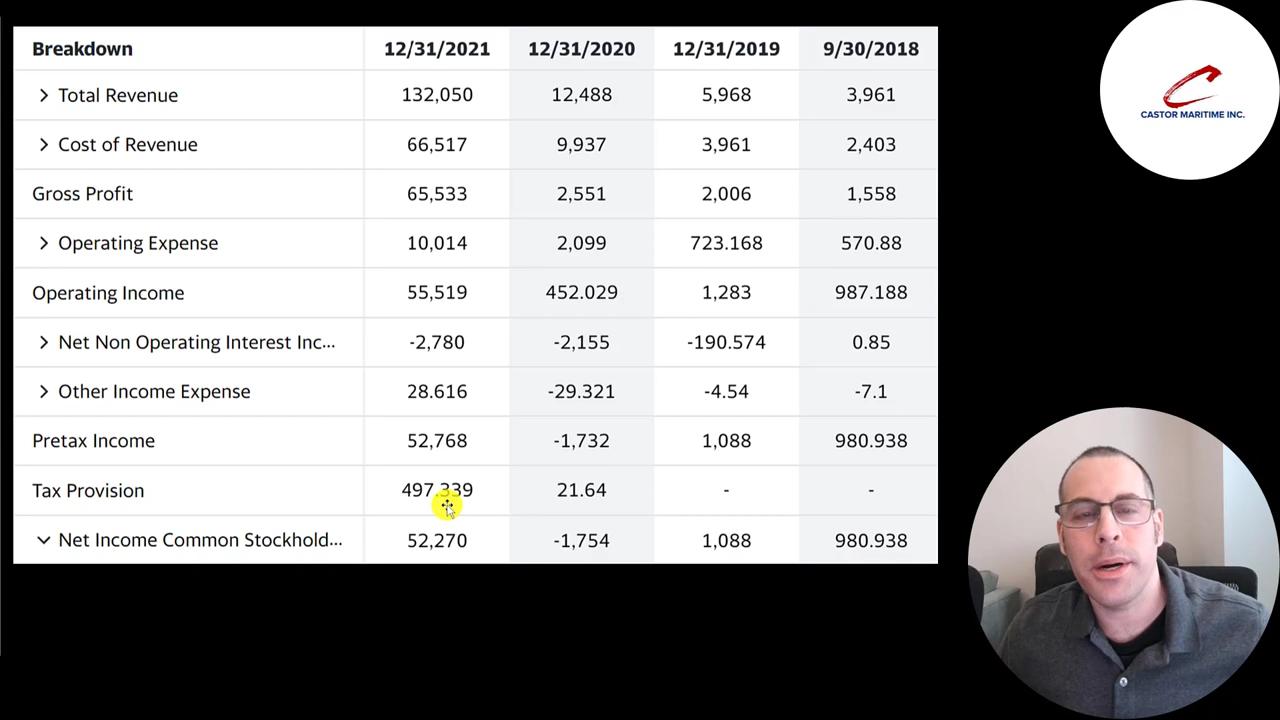 Breakdown 12/31/2021 12/31/2020 12/31/2019 9/30/2018
Total Revenue 132,050 12,488 5,968 3,961
Cost of Revenue 66,517 9,937 3,961 2,403
Gross Profit 65,533 2,551 2,006 1,558
Operating Expense 10,014 2,099 723.168 570.88
Operating Income 55,519 452.029 1,283 987.188
Net Non Operating Interest Inc... -2,780 -2,155 -190.574 0.85
Other Income Expense 28.616 -29.321 -4.54 -7.1
Pretax Income 52,768 -1,732 1,088 980.938
Tax Provision 497.339 21.64 - -
Net Income Common Stockhold... 52,270 -1,754 1,088 980.938
CASTOR MARITIME INC.